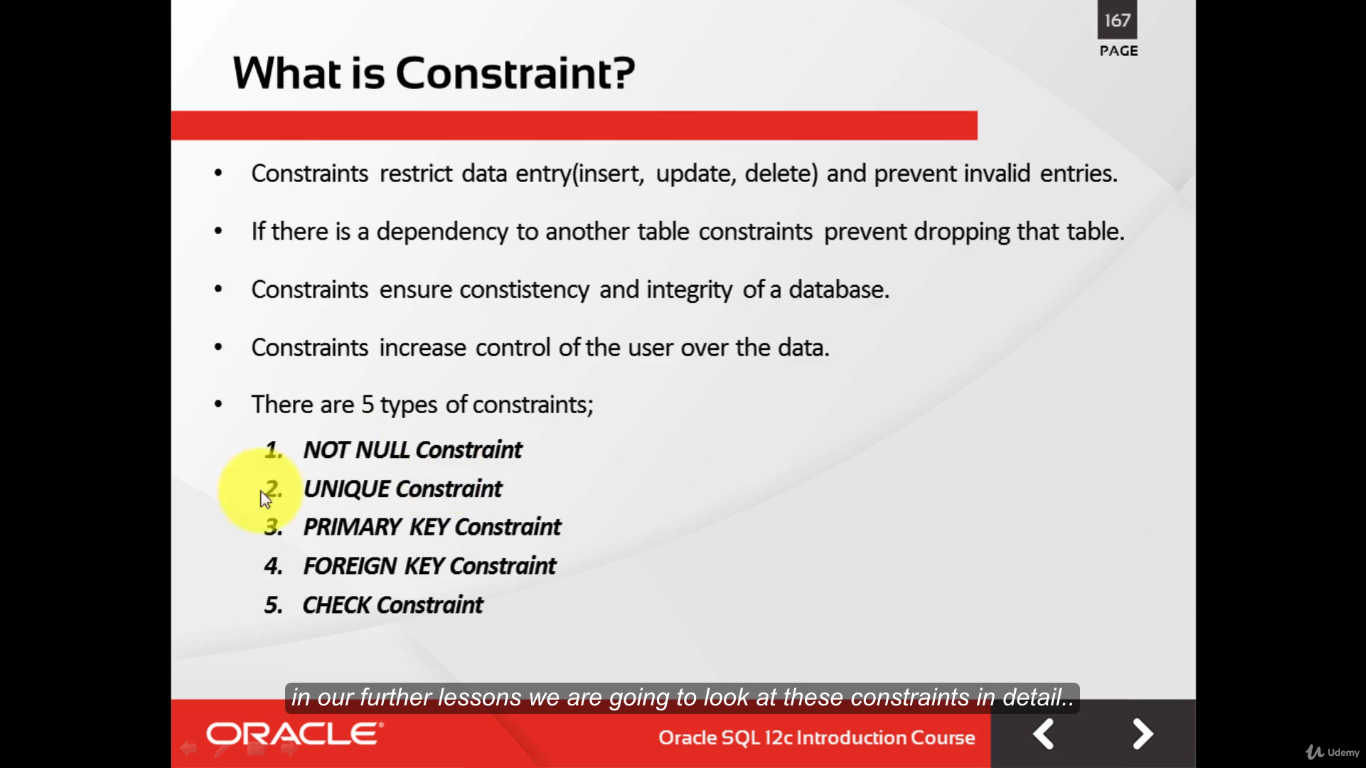 167
PAGE
What is Constraint?
• Constraints restrict data entry(insert, update, delete) and prevent invalid entries.
• If there is a dependency to another table constraints prevent dropping that table.
• Constraints ensure constistency and integrity of a database.
• Constraints increase control of the user over the data.
• There are 5 types of constraints;
1. NOT NULL Constraint
2. UNIQUE Constraint
3. PRIMARY KEY Constraint
4. FOREIGN KEY Constraint
5. CHECK Constraint
in our further lessons we are going to look at these constraints in detail..
ORACLE®
Oracle SQL 12c Introduction Course
Udemy